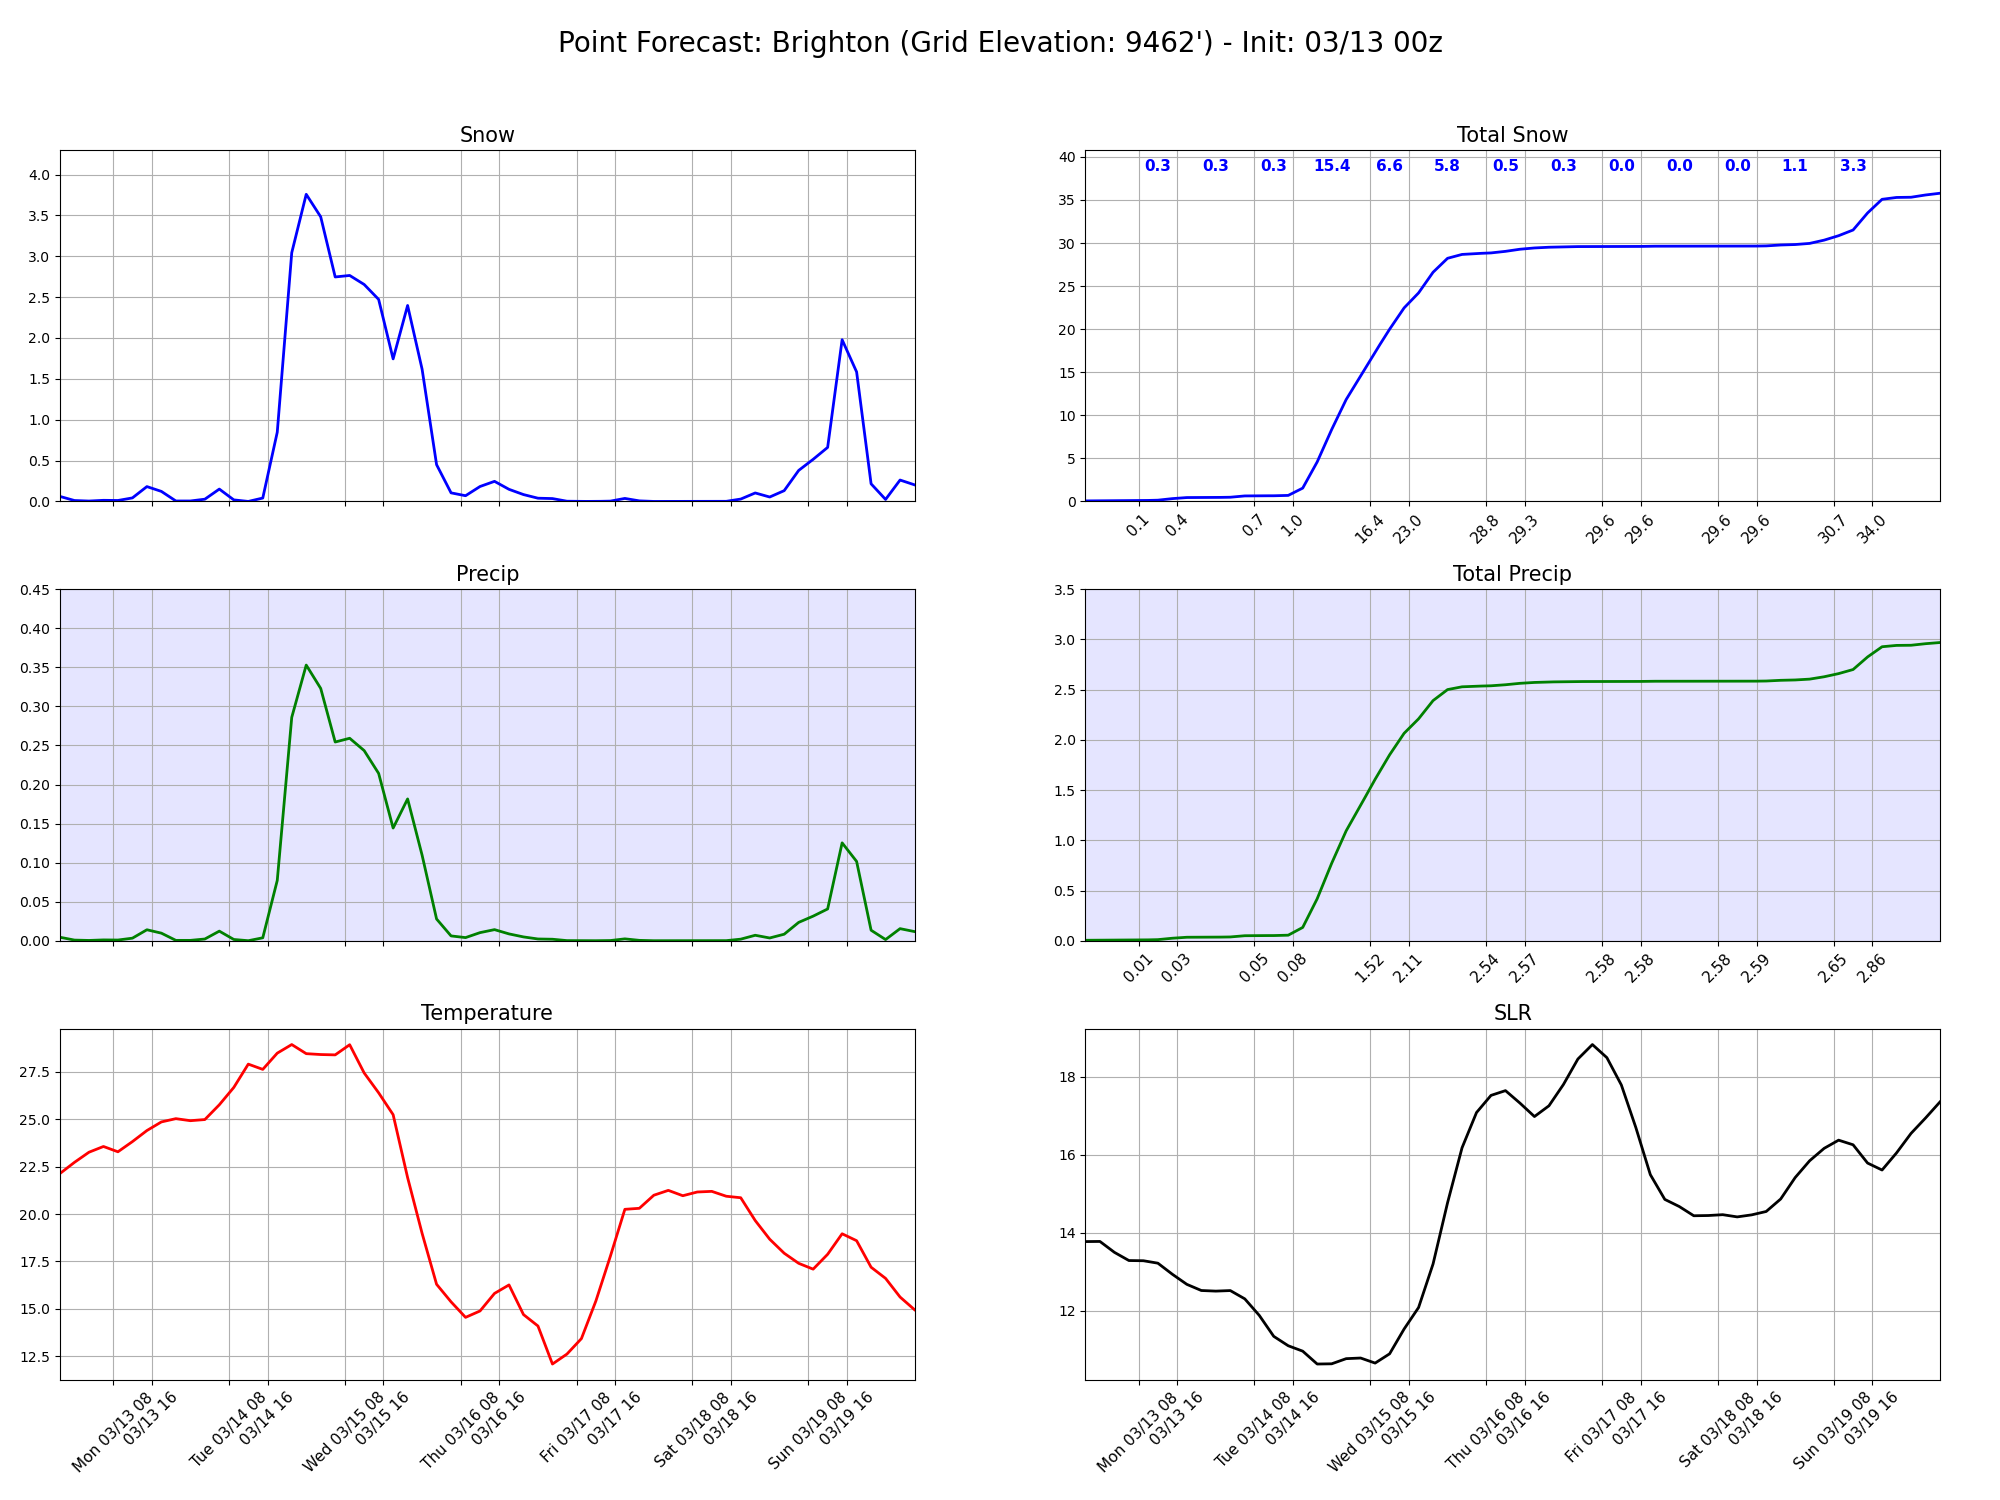 Point Forecast: Brighton (Grid Elevation: 9462') - Init: 03/13 00z
Snow
4.0
3.5
3.0
2.5
2.0
1.5
1.0
0.5
0.0
Total Snow
0.3 0.3 0.3 15.4 6.6 5.8 0.5 0.3 0.0 0.0 0.0 1.1 3.3
40
35
30
25
20
15
10
5
0
0.1 0.4 0.7 1.0 16.4 23.0 28.8 29.3 29.6 29.6 29.6 29.6 30.7 34.0
Precip
0.45
0.40
0.35
0.30
0.25
0.20
0.15
0.10
0.05
0.00
Total Precip
3.5
3.0
2.5
2.0
1.5
1.0
0.5
0.0
0.01 0.03 0.05 0.08 1.52 2.11 2.54 2.57 2.58 2.58 2.58 2.59 2.65 2.86
Temperature
27.5
25.0
22.5
20.0
17.5
15.0
12.5
Mon 03/13 08
03/13 16
Tue 03/14 08
03/14 16
Wed 03/15 08
03/15 16
Thu 03/16 08
03/16 16
Fri 03/17 08
03/17 16
Sat 03/18 08
03/18 16
Sun 03/19 08
03/19 16
SLR
18
16
14
12
Mon 03/13 08
03/13 16
Tue 03/14 08
03/14 16
Wed 03/15 08
03/15 16
Thu 03/16 08
03/16 16
Fri 03/17 08
03/17 16
Sat 03/18 08
03/18 16
Sun 03/19 08
03/19 16